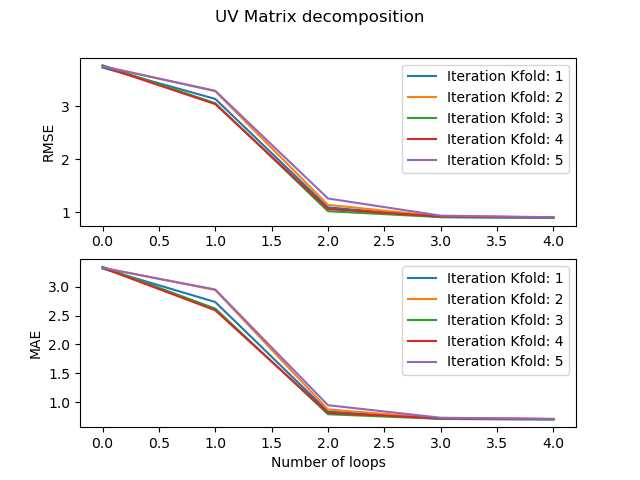 UV Matrix decomposition
RMSE
3
2
1
Iteration Kfold: 1
Iteration Kfold: 2
Iteration Kfold: 3
Iteration Kfold: 4
Iteration Kfold: 5
0.0 0.5 1.0 1.5 2.0 2.5 3.0 3.5 4.0
MAE
3.0
2.5
2.0
1.5
1.0
Iteration Kfold: 1
Iteration Kfold: 2
Iteration Kfold: 3
Iteration Kfold: 4
Iteration Kfold: 5
0.0 0.5 1.0 1.5 2.0 2.5 3.0 3.5 4.0
Number of loops